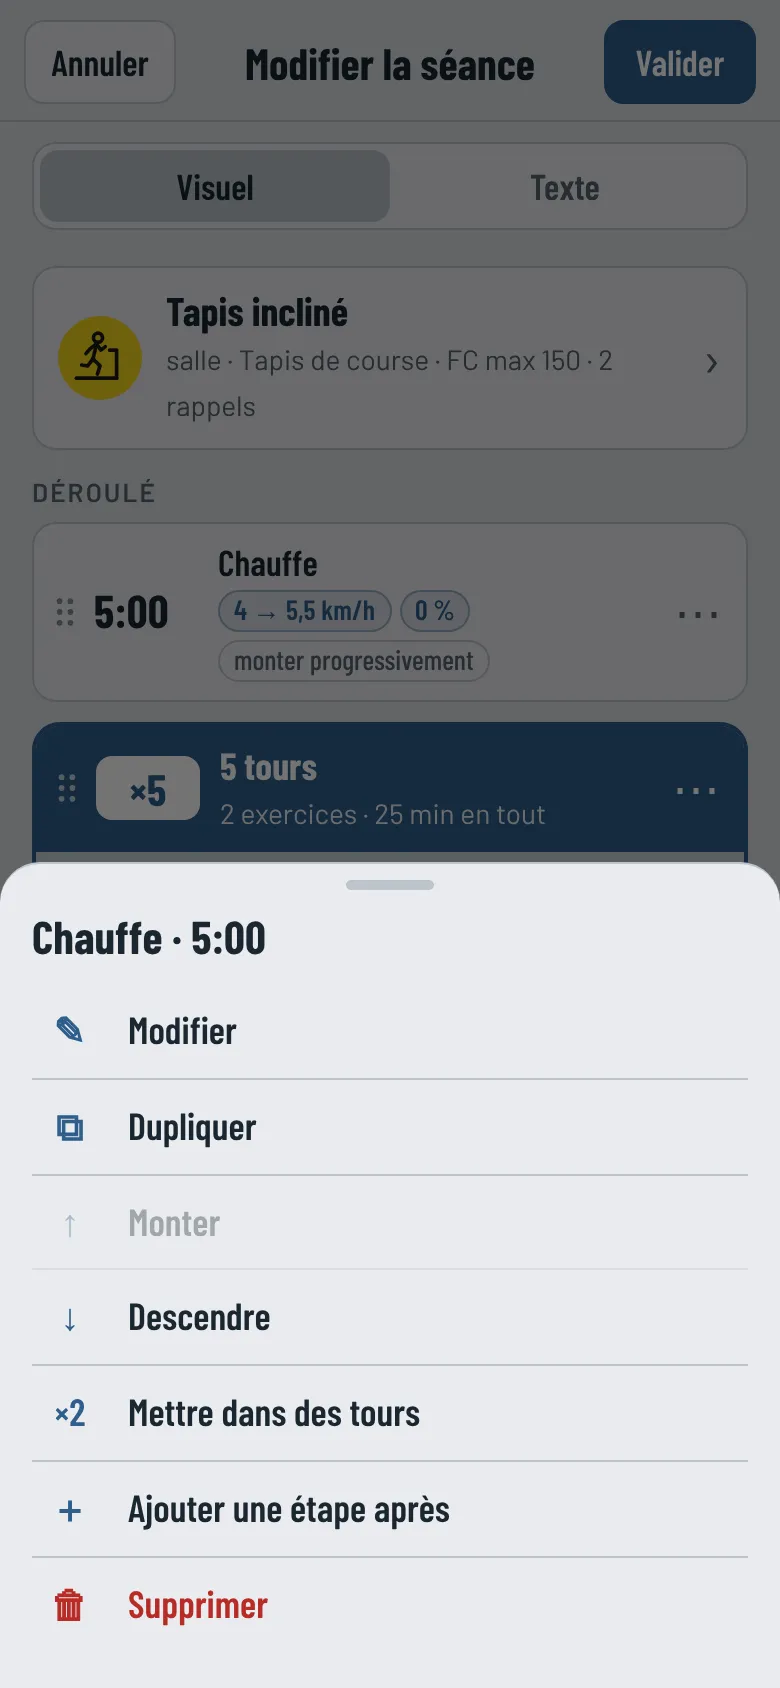 Annuler
Modifier la séance
Valider
Visuel
Texte
Tapis incliné
salle · Tapis de course · FC max 150 · 2
rappels
DÉROULÉ
5:00
Chauffe
4 → 5,5 km/h
0 %
monter progressivement
...
×5
5 tours
2 exercices · 25 min en tout
...
Chauffe · 5:00
Modifier
Dupliquer
↑ Monter
↓ Descendre
×2 Mettre dans des tours
+ Ajouter une étape après
Supprimer